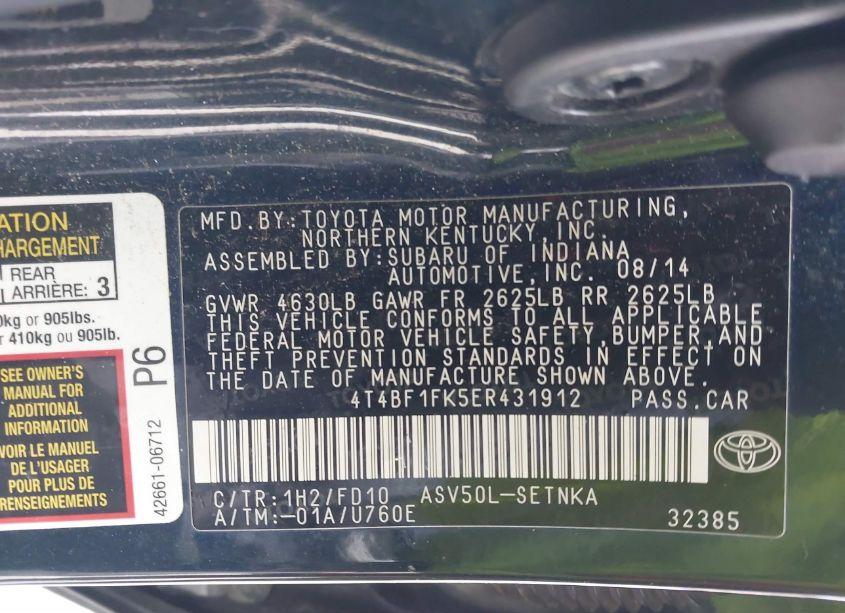 ATION
HARGEMENT
REAR
ARRIÈRE: 3
0kg or 905lbs.
r 410kg ou 905lb.
SEE OWNER'S
MANUAL FOR
ADDITIONAL
INFORMATION
VOIR LE MANUEL
DE L'USAGER
POUR PLUS DE
RENSEIGNEMENTS
P6
42661-06712
MFD.BY:TOYOTA MOTOR MANUFACTURING,
NORTHERN KENTUCKY,INC.
ASSEMBLED BY:SUBARU OF INDIANA
AUTOMOTIVE,INC. 08/14
GVWR 4630LB GAWR FR 2625LB RR 2625LB
THIS VEHICLE CONFORMS TO ALL APPLICABLE
FEDERAL MOTOR VEHICLE SAFETY,BUMPER,AND
THEFT PREVENTION STANDARDS IN EFFECT ON
THE DATE OF MANUFACTURE SHOWN ABOVE.
4T4BF1FK5ER431912 PASS.CAR
C/TR:1H2/FD10 ASV50L-SETNKA
A/TM:-01A/U760E 32385